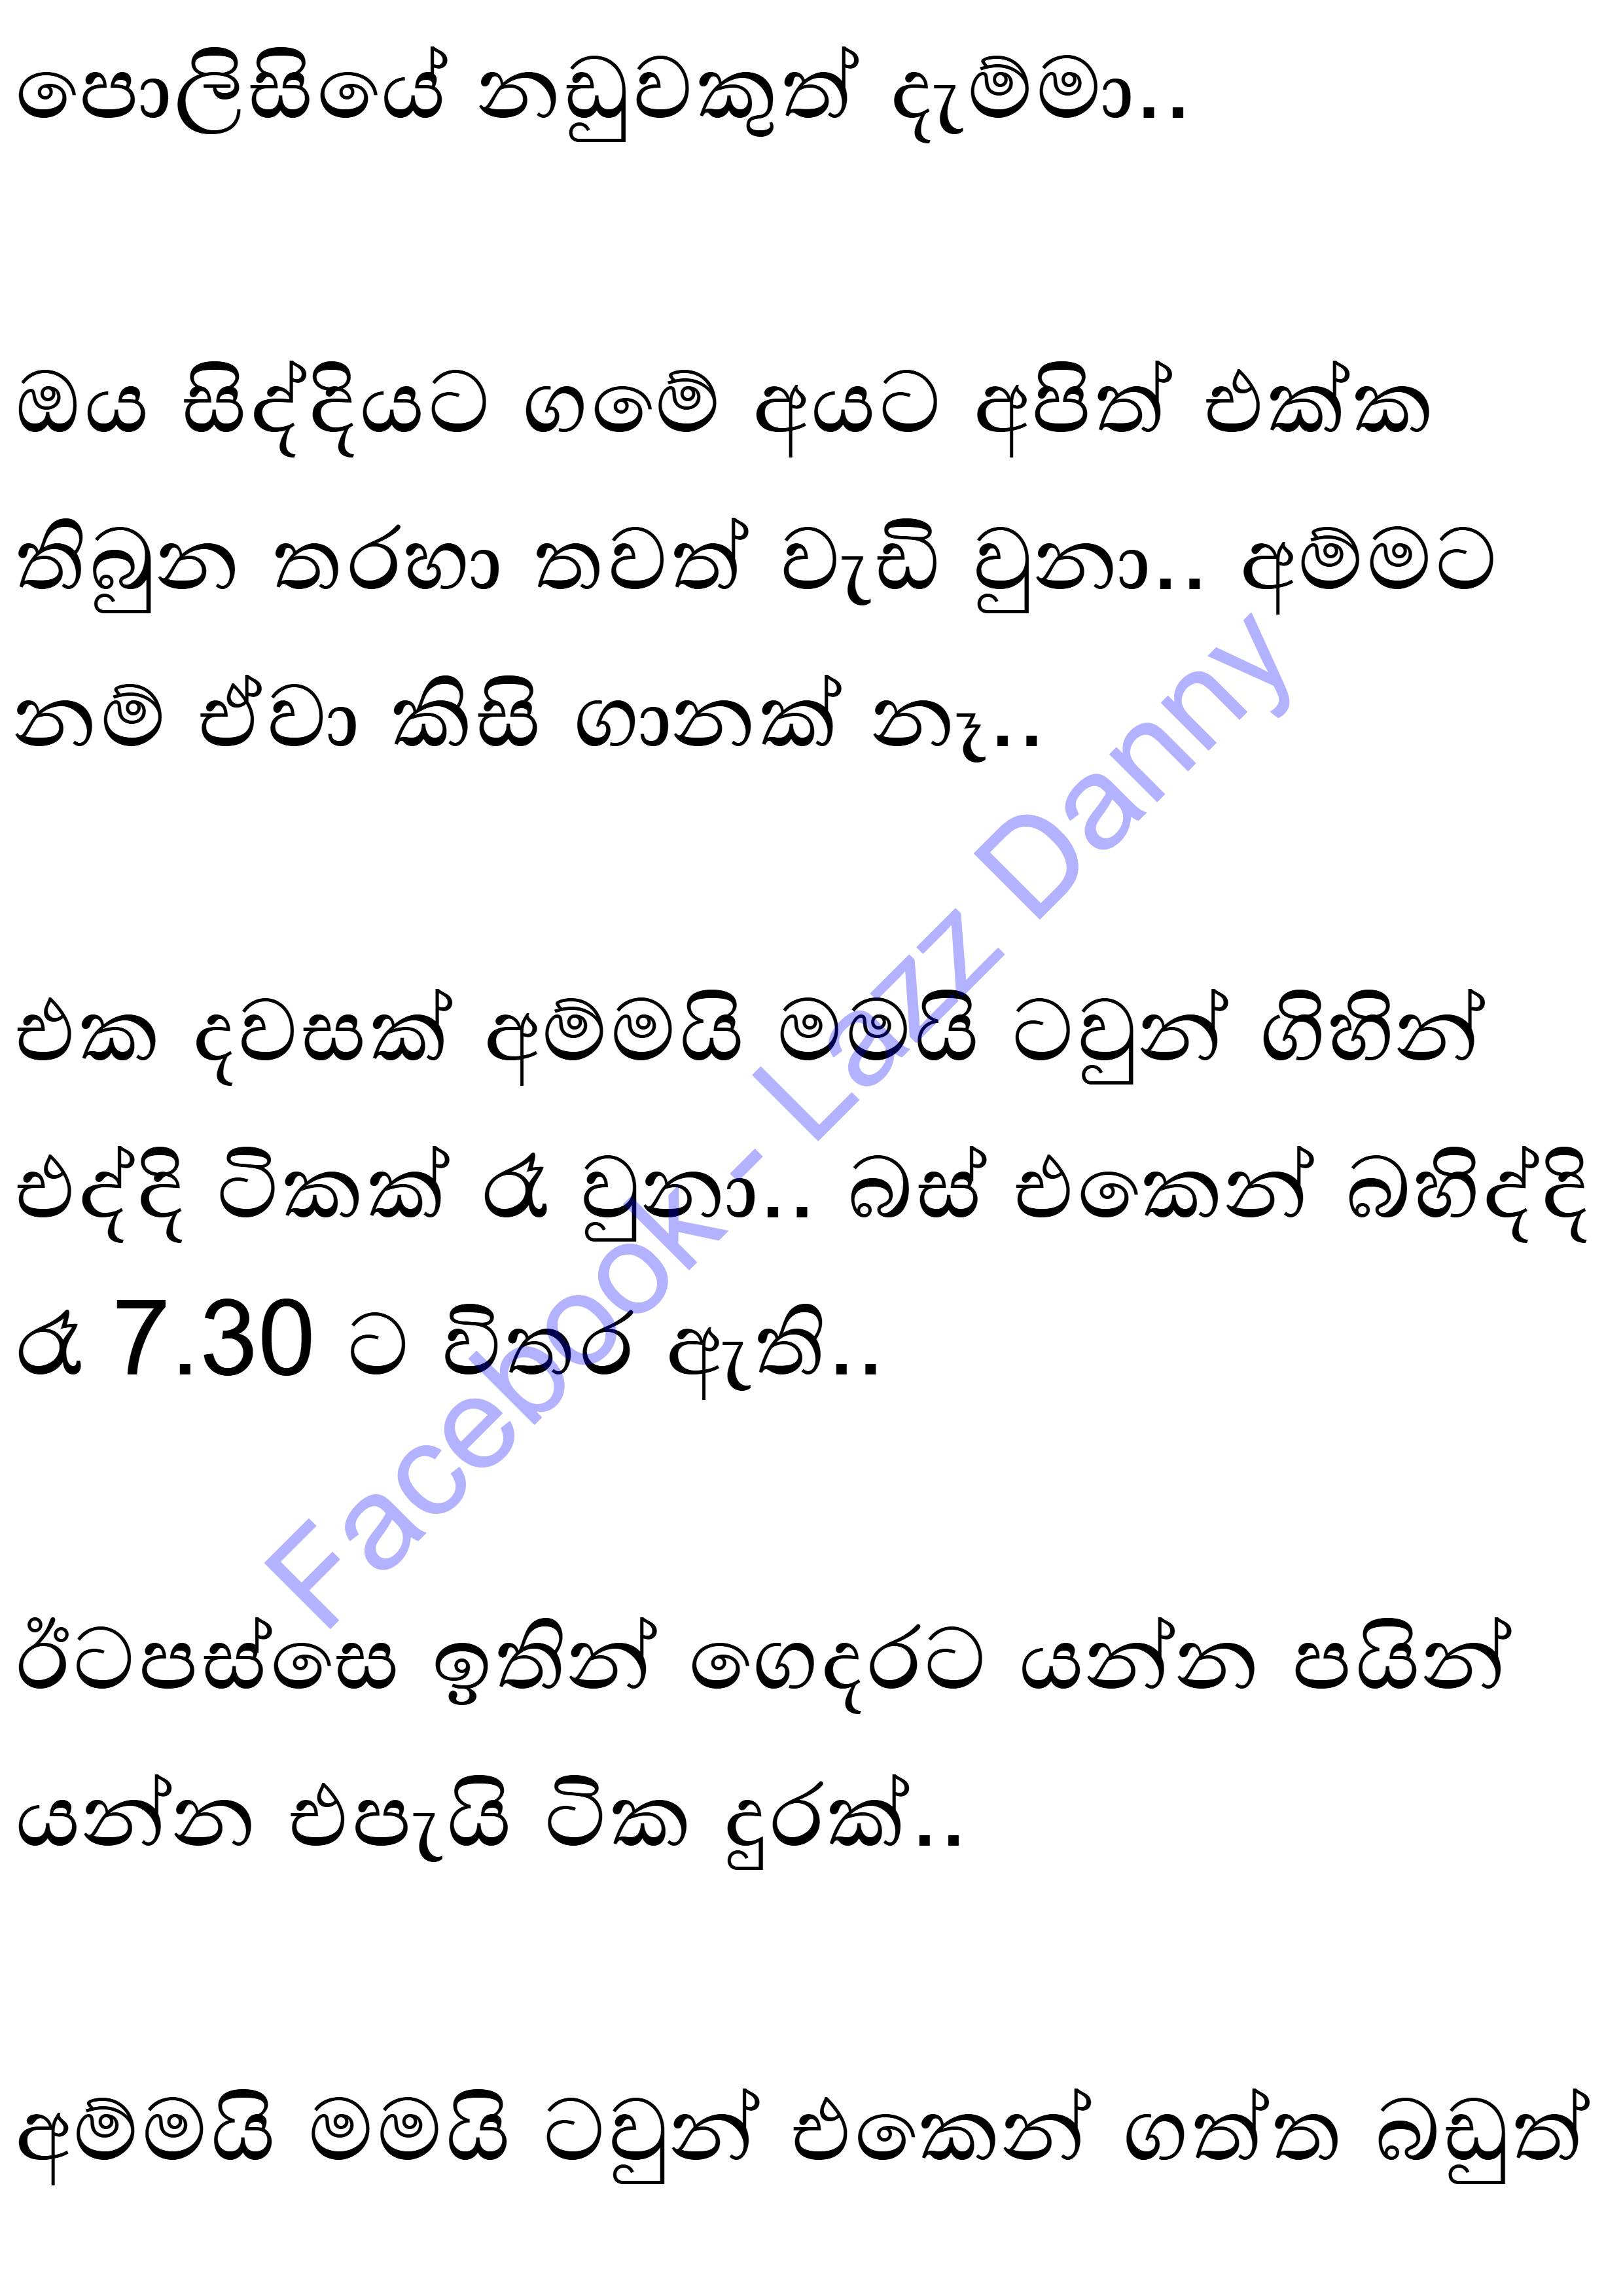 පොලිසියේ නඩුවකුත් දැම්මා..
ඔය සිද්දියට ගමේ අයට අපිත් එක්ක
තිබුන තරහා තවත් වැඩි වුනා.. අම්මට
නම් ඒවා කිසි ගානක් නෑ..
එක දවසක් අම්මයි මමයි ටවුන් ගිහින්
එද්දි ටිකක් රෑ වුනා.. බස් එකෙන් බහිද්දි
රෑ 7.30 ට විතර ඇති..
ඊටපස්සෙ ඉතින් ගෙදරට යන්න පයින්
යන්න එපැයි ටික දුරක්..
අම්මයි මමයි ටවුන් එකෙන් ගත්ත බඩුත්
Facebook- Lazz Danny